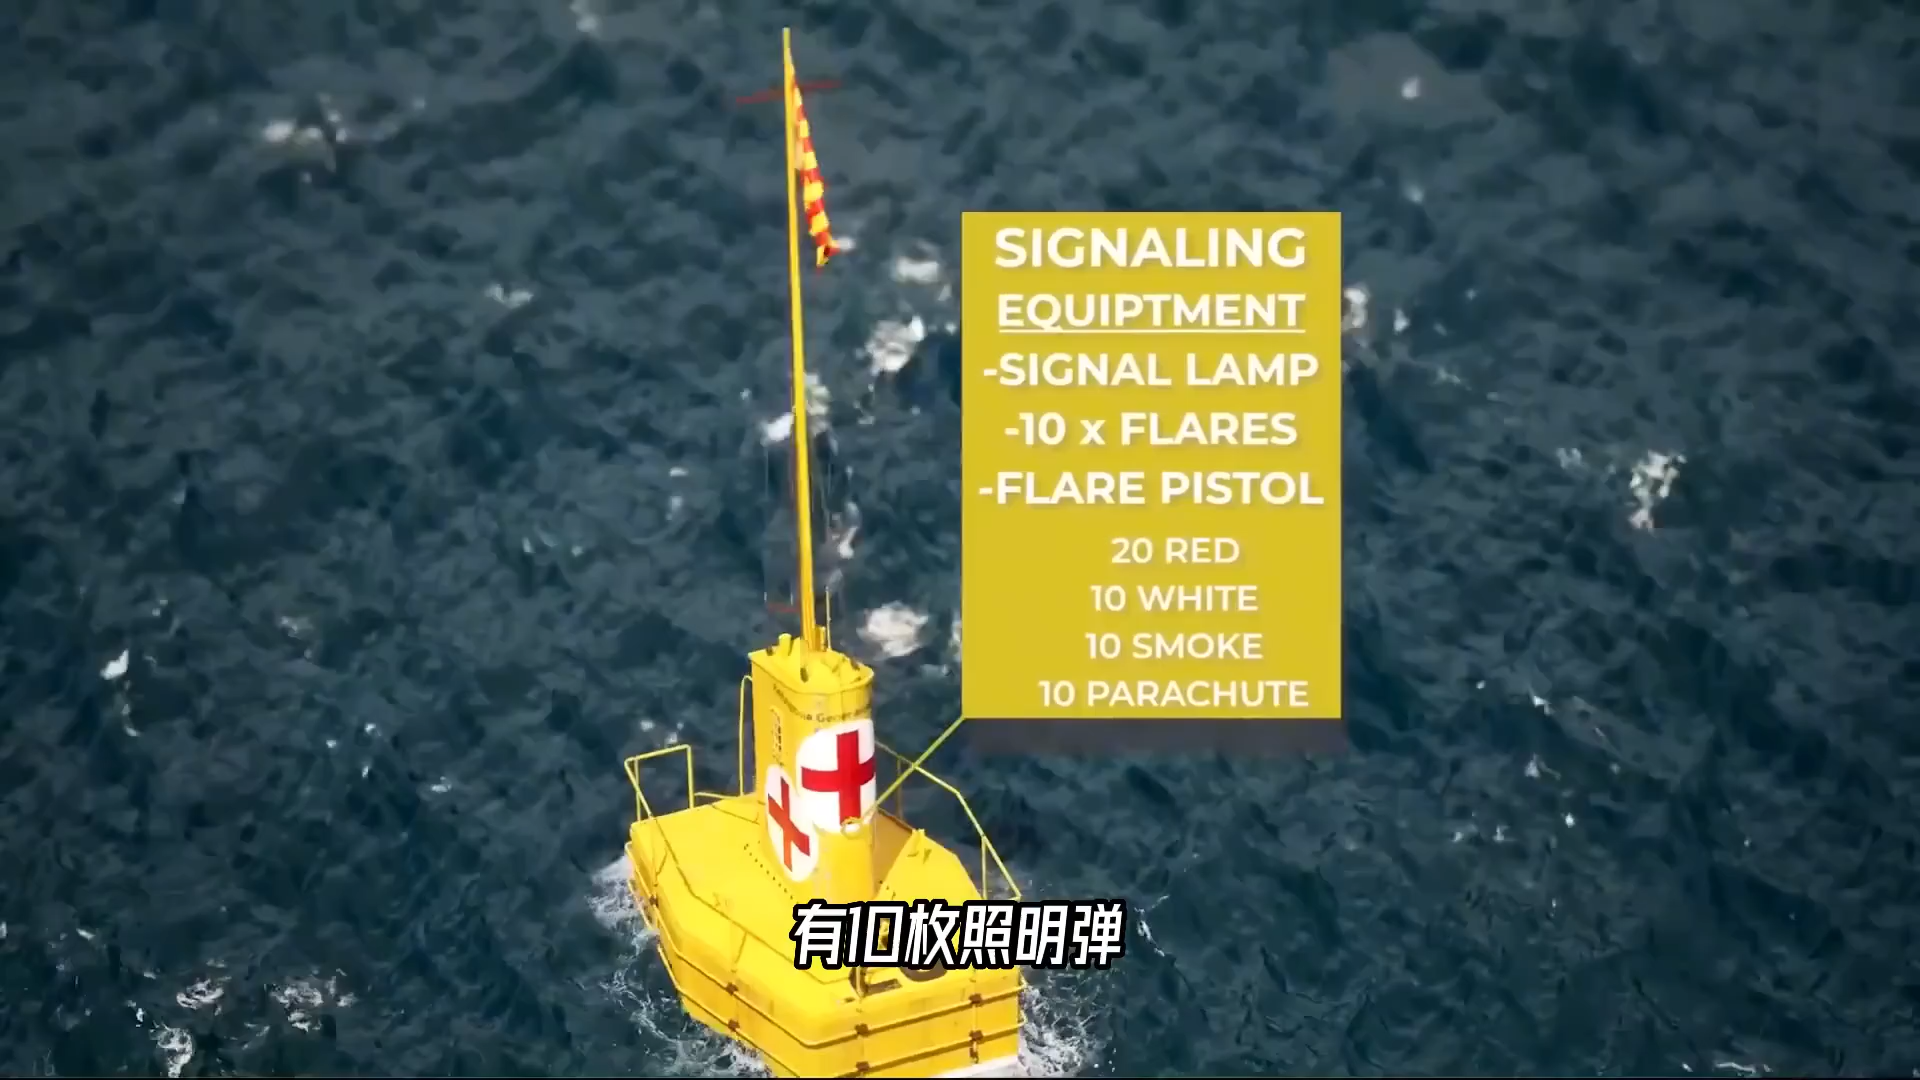 SIGNALING
EQUIPTMENT
-SIGNAL LAMP
-10 x FLARES
-FLARE PISTOL
20 RED
10 WHITE
10 SMOKE
10 PARACHUTE
有10枚照明弹